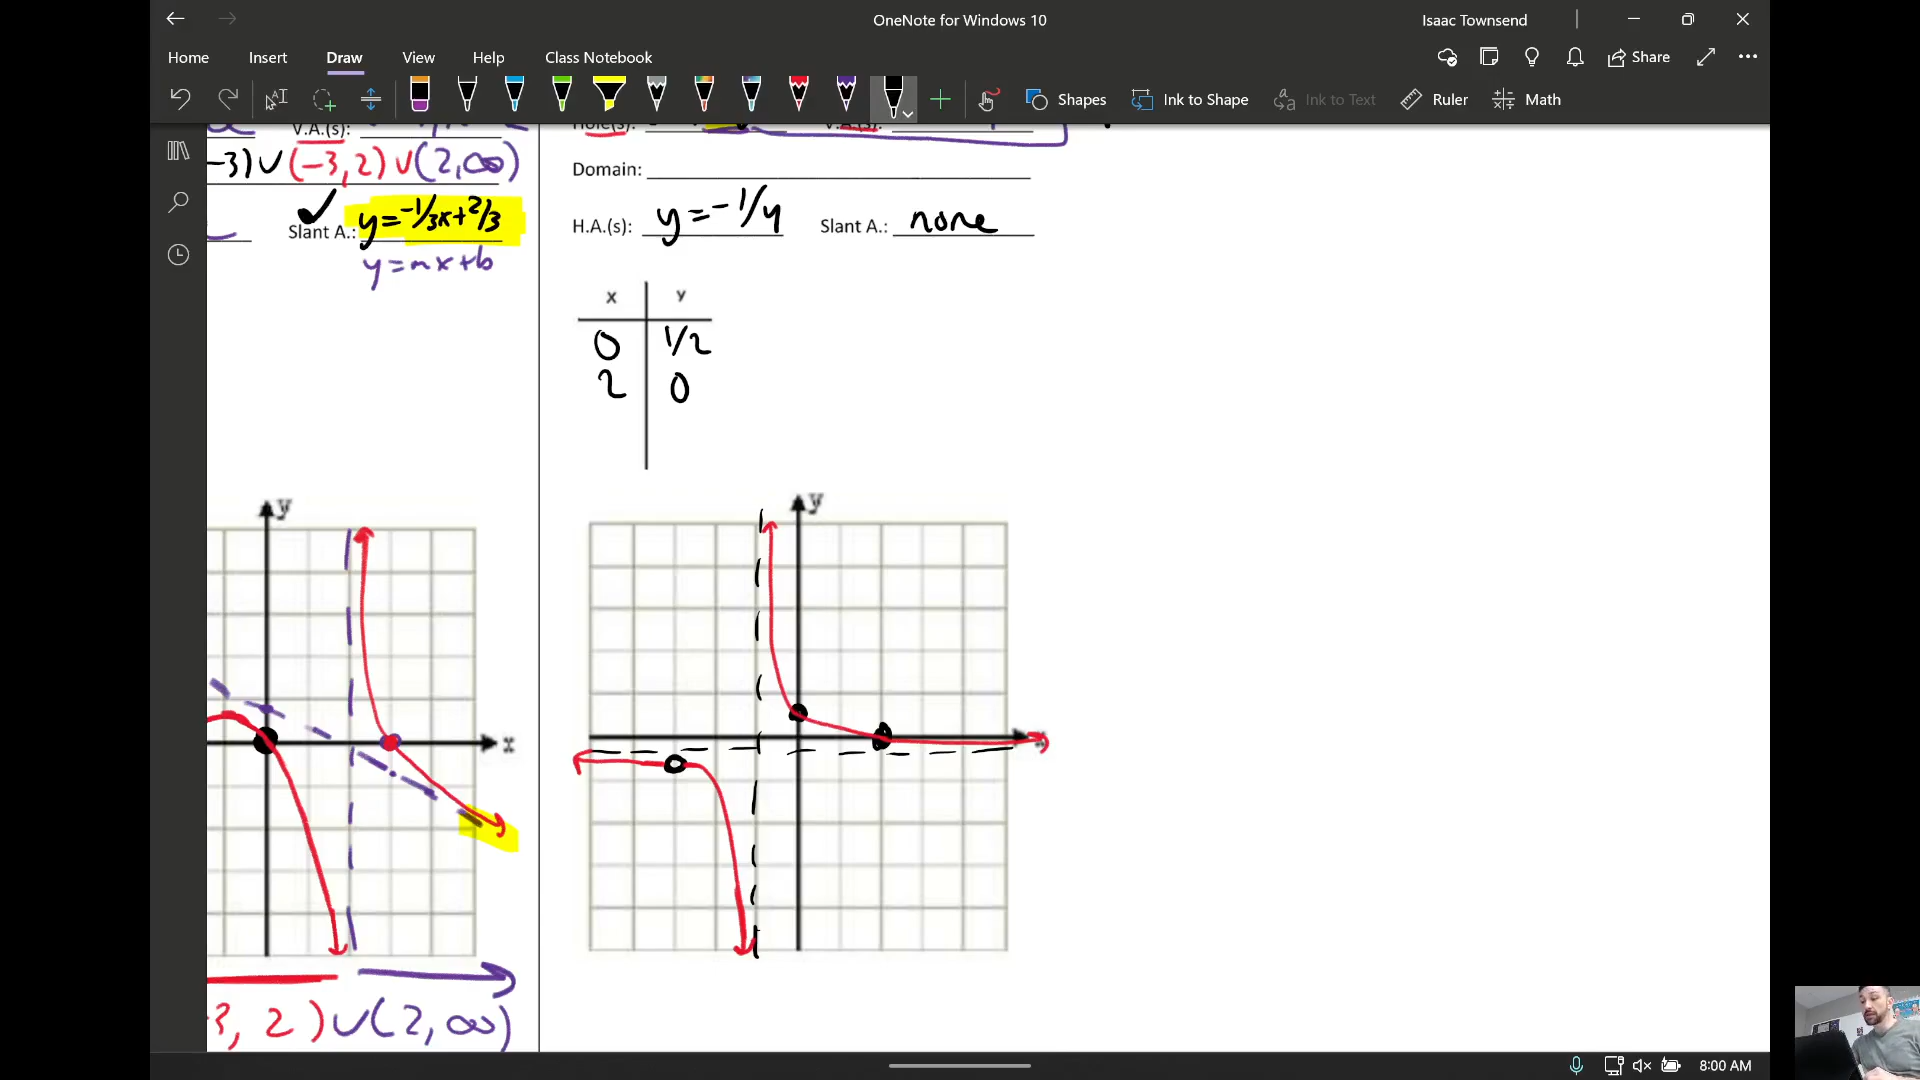 OneNote for Windows 10
Isaac Townsend
Home Insert Draw View Help Class Notebook
Share
Shapes Ink to Shape Ink to Text Ruler Math
V.A.(s):
-3) ∪ (-3, 2) ∪ (2, ∞)
Slant A.: y=-1/3x+2/3
y=mx+b
y
x
3, 2) ∪ (2, ∞)
Hole(s): V.A.(s):
Domain:
H.A.(s): y=-1/4 Slant A.: none
x y
0 1/2
2 0
y
8:00 AM